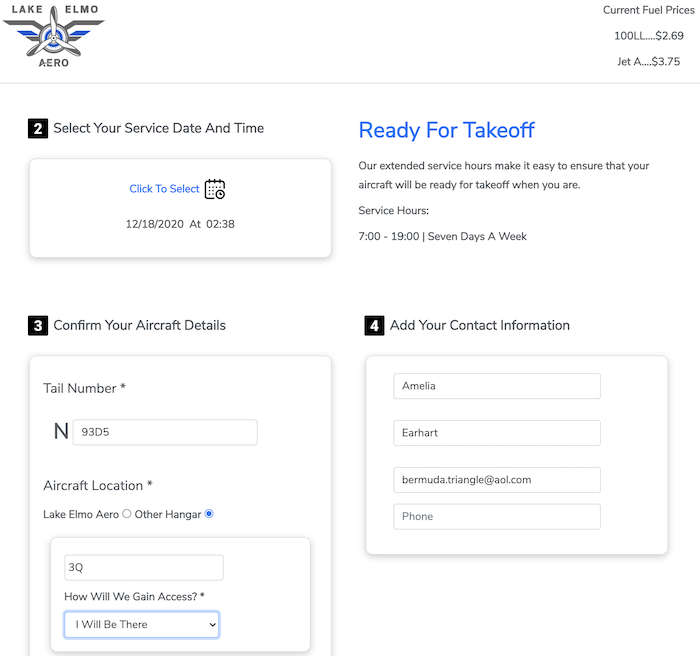 LAKE ELMO
AERO
Current Fuel Prices
100LL....$2.69
Jet A....$3.75
2 Select Your Service Date And Time
Click To Select
12/18/2020 At 02:38
Ready For Takeoff
Our extended service hours make it easy to ensure that your
aircraft will be ready for takeoff when you are.
Service Hours:
7:00 - 19:00 | Seven Days A Week
3 Confirm Your Aircraft Details
Tail Number *
N 93D5
Aircraft Location *
Lake Elmo Aero Other Hangar
3Q
How Will We Gain Access? *
I Will Be There
4 Add Your Contact Information
Amelia
Earhart
bermuda.triangle@aol.com
Phone